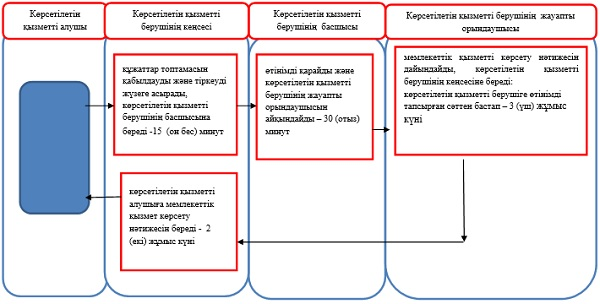 Көрсетілетін
қызметті алушы
Көрсетілетін қызметті
берушінің кеңсесі
Көрсетілетін қызметті
берушінің басшысы
Көрсетілетін қызметті берушінің жауапты
орындаушысы
құжаттар топтамасын
қабылдауды және тіркеуді
жүзеге асырады,
көрсетілетін қызметті
берушінің басшысына
береді -15 (он бес) минут
өтінімді қарайды және
көрсетілетін қызметті
берушінің жауапты
орындаушысын
айқындайды – 30 (отыз)
минут
мемлекеттік қызметті көрсету нәтижесін
дайындайды, көрсетілетін қызметті
берушінің кеңсесіне береді:
көрсетілетін қызметті берушіге өтінімді
тапсырған сәттен бастап – 3 (үш) жұмыс
күні
көрсетілетін қызметті
алушыға мемлекеттік
қызмет көрсету
нәтижесін береді - 2
(екі) жұмыс күні